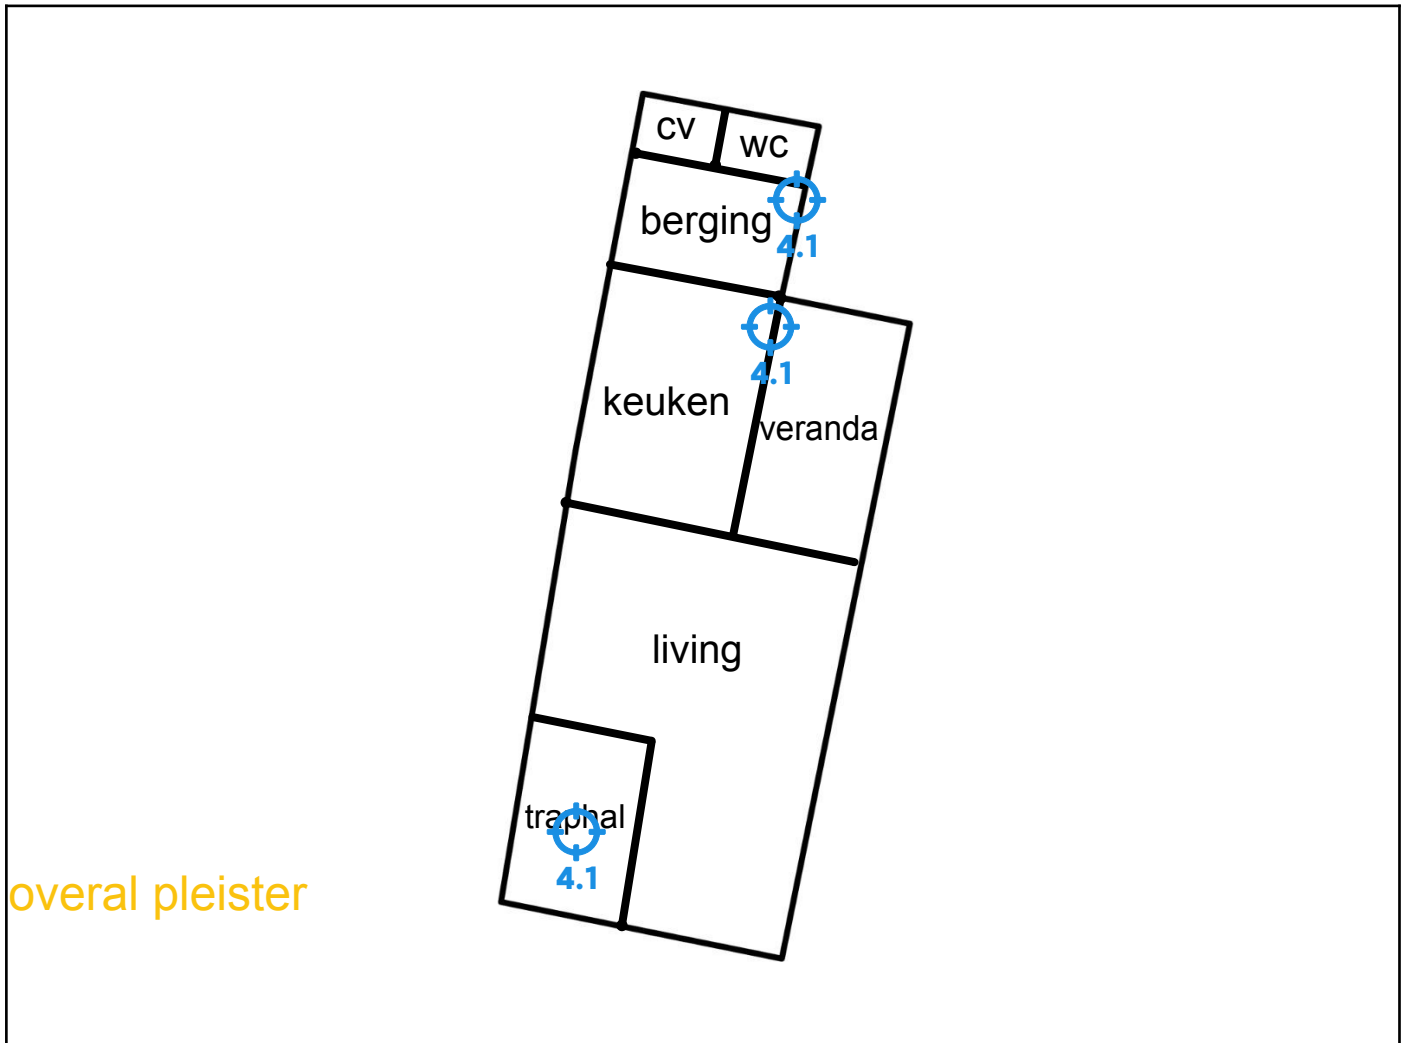 cv
wc
berging
4.1
4.1
keuken
veranda
living
traphal
4.1
overal pleister